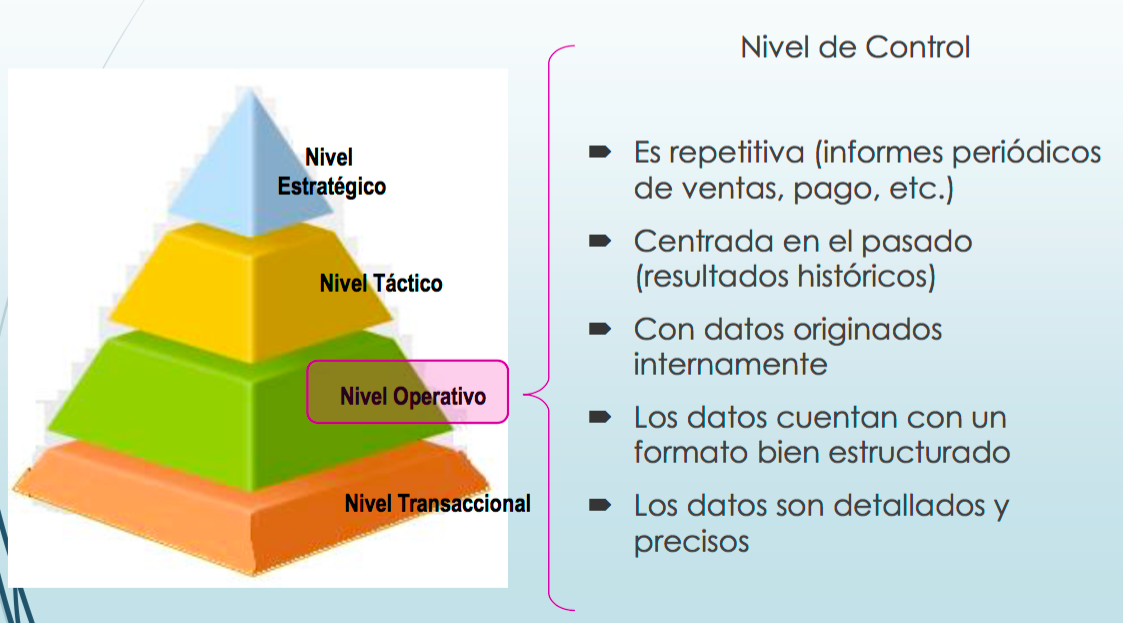 Nivel
Estratégico
Nivel Táctico
Nivel Operativo
Nivel Transaccional
Nivel de Control
Es repetitiva (informes periódicos
de ventas, pago, etc.)
Centrada en el pasado
(resultados históricos)
Con datos originados
internamente
Los datos cuentan con un
formato bien estructurado
Los datos son detallados y
precisos